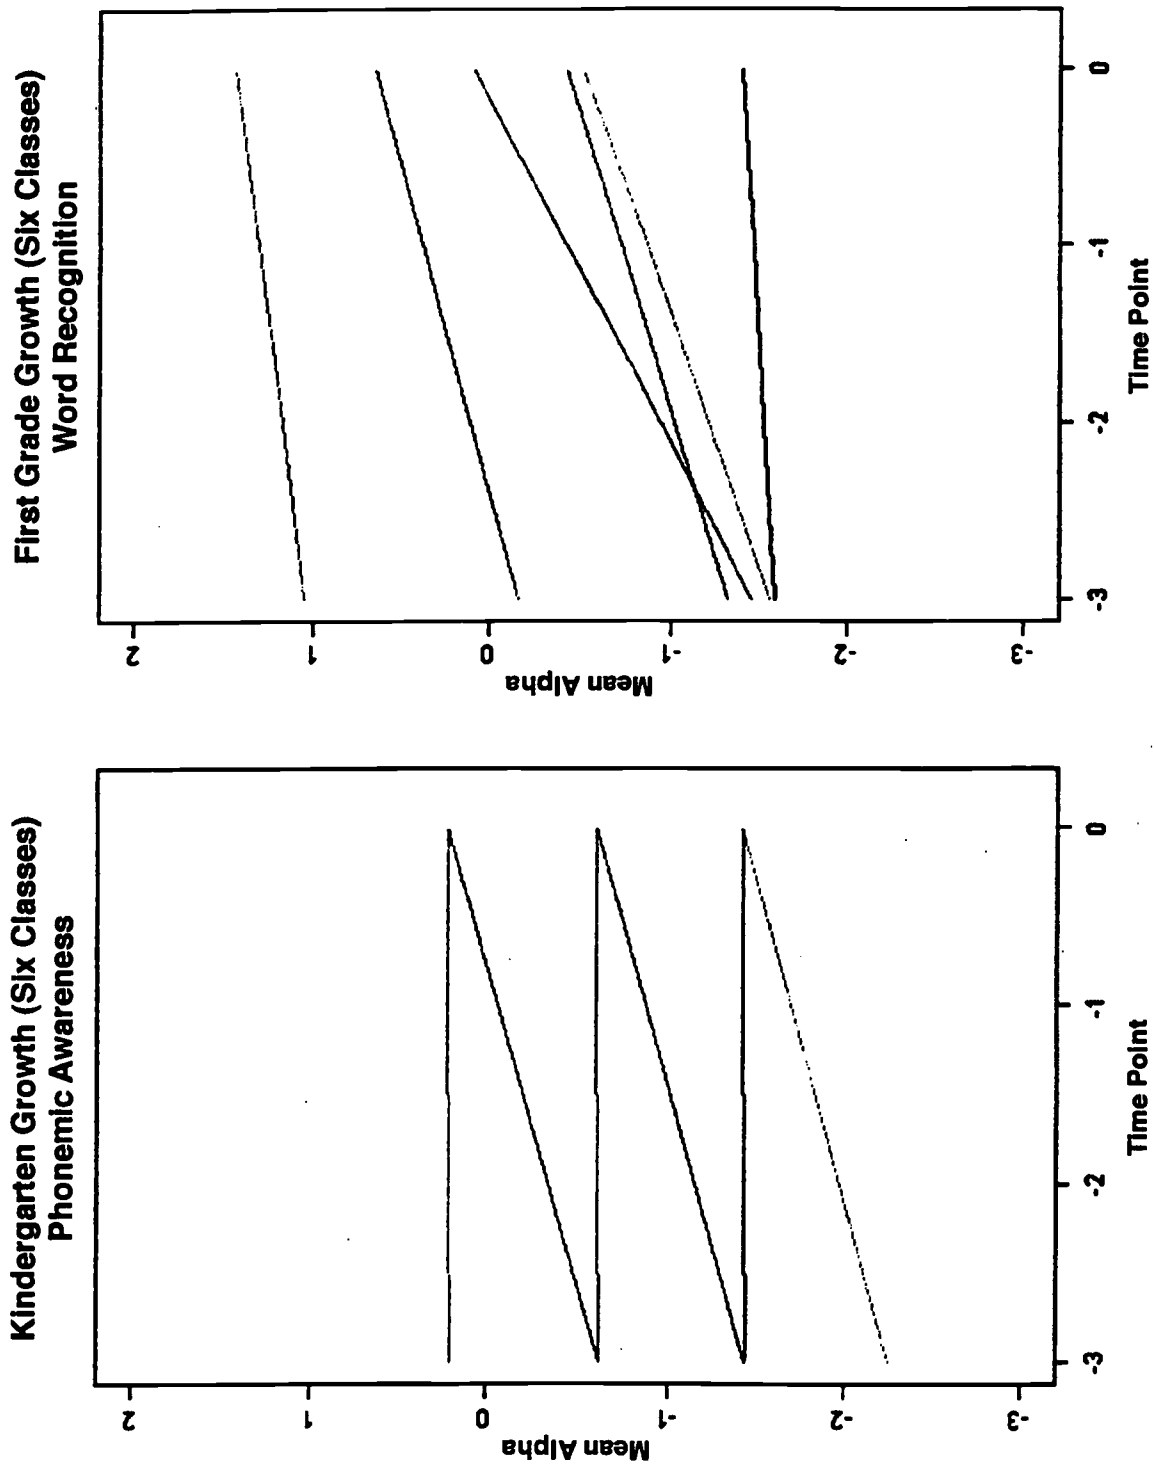 Kindergarten Growth (Six Classes)
Phonemic Awareness
Mean Alpha
2
1
0
-1
-2
-3
-3
-2
-1
0
Time Point
First Grade Growth (Six Classes)
Word Recognition
Mean Alpha
2
1
0
-1
-2
-3
-3
-2
-1
0
Time Point